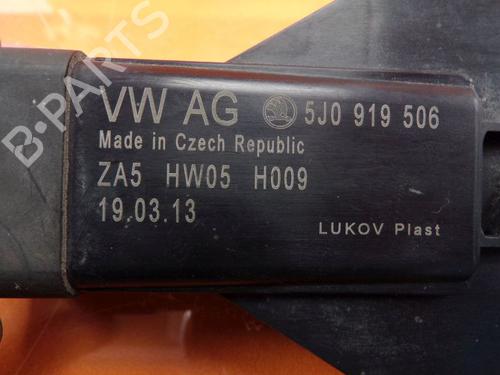 B-PARTS
VW AG 5J0 919 506
Made in Czech Republic
ZA5 HW05 H009
19.03.13
LUKOV Plast